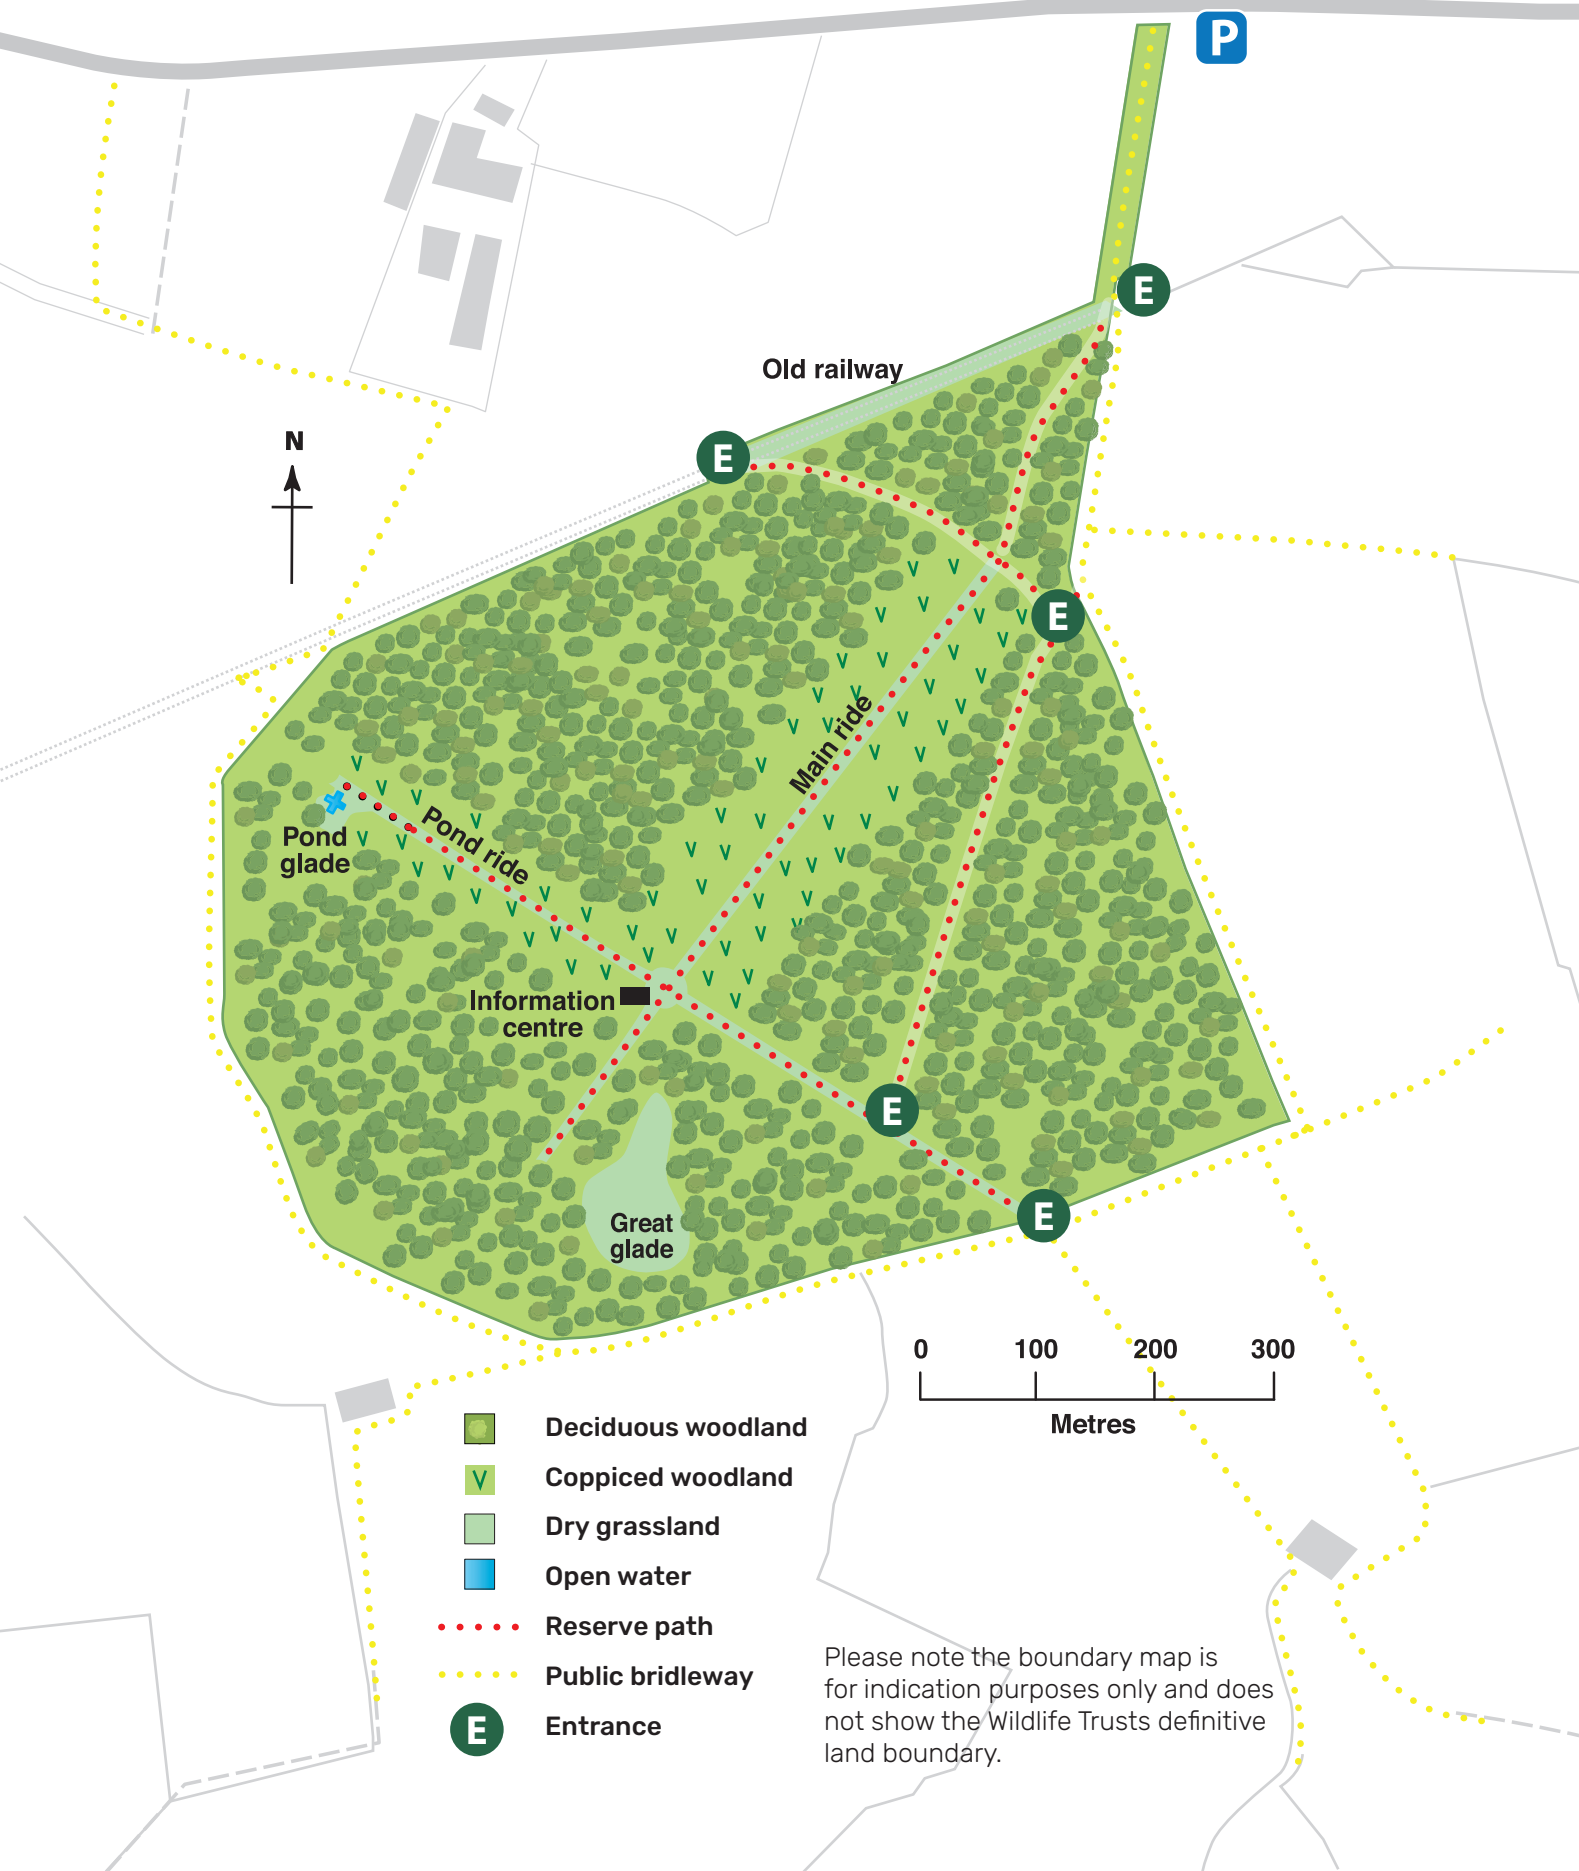 P
E
Old railway
E
N
E
Main ride
Pond ride
Pond
glade
Information
centre
E
Great
glade
E
0 100 200 300
Metres
Deciduous woodland
Coppiced woodland
Dry grassland
Open water
Reserve path
Public bridleway
E Entrance
Please note the boundary map is
for indication purposes only and does
not show the Wildlife Trusts definitive
land boundary.